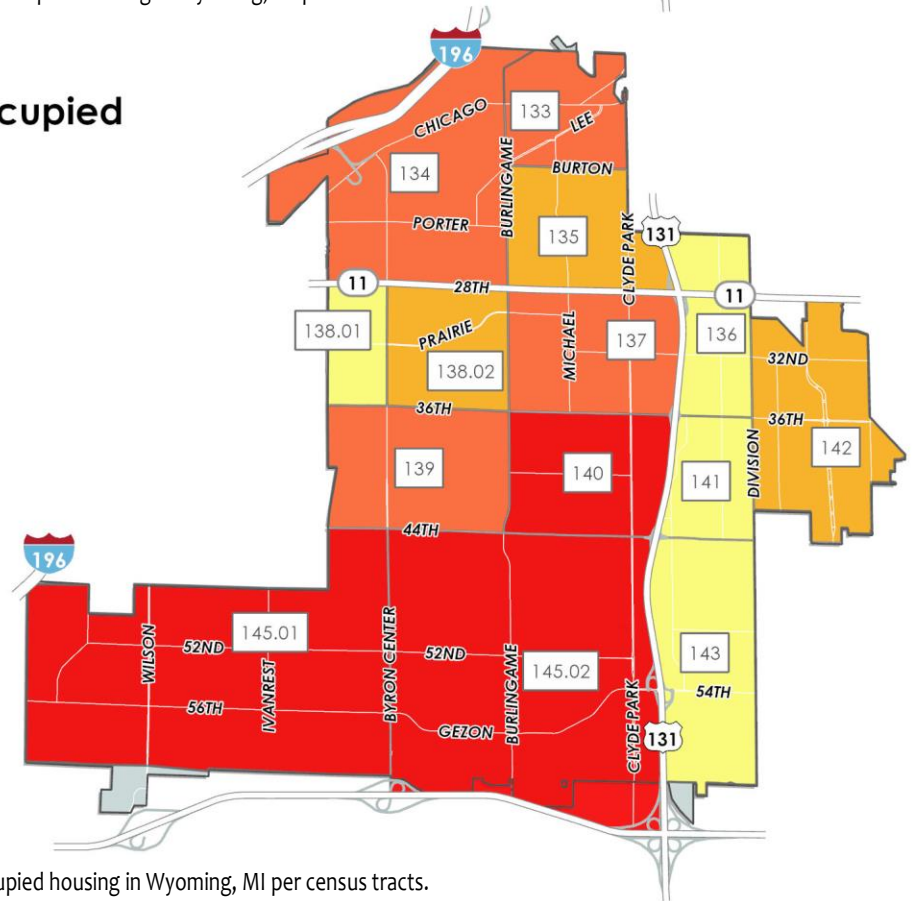 196
cupied
CHICAGO
133
LEE
134
BURLINGAME
BURTON
PORTER
135
CLYDE PARK
131
11
28TH
11
138.01
PRAIRIE
138.02
MICHAEL
137
136
32ND
36TH
36TH
139
140
141
DIVISION
142
44TH
196
145.01
WILSON
52ND
IVANREST
BYRON CENTER
52ND
BURLINGAME
145.02
143
54TH
56TH
GEZON
CLYDE PARK
131
upied housing in Wyoming, MI per census tracts.